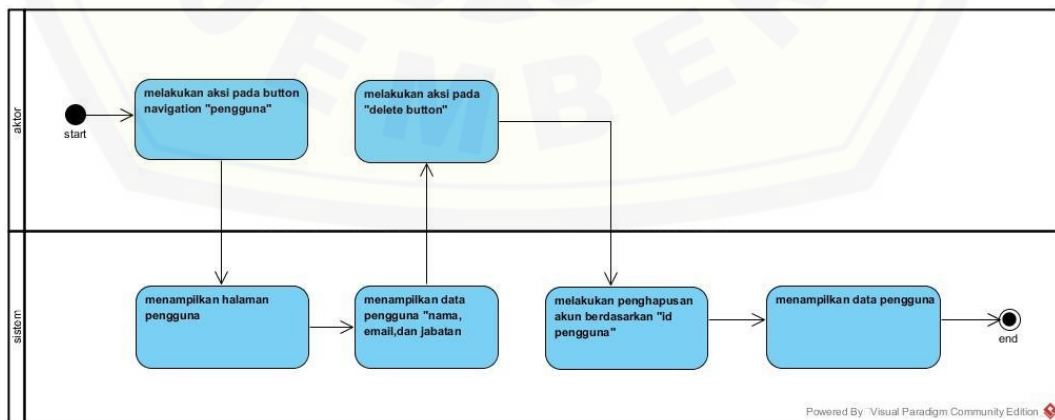 EMBER
aktor
melakukan aksi pada button
navigation "pengguna"
melakukan aksi pada
"delete button"
start
sistem
menampilkan halaman
pengguna
menampilkan data
pengguna "nama,
email,dan jabatan
melakukan penghapusan
akun berdasarkan "id
pengguna"
menampilkan data pengguna
end
Powered By Visual Paradigm Community Edition